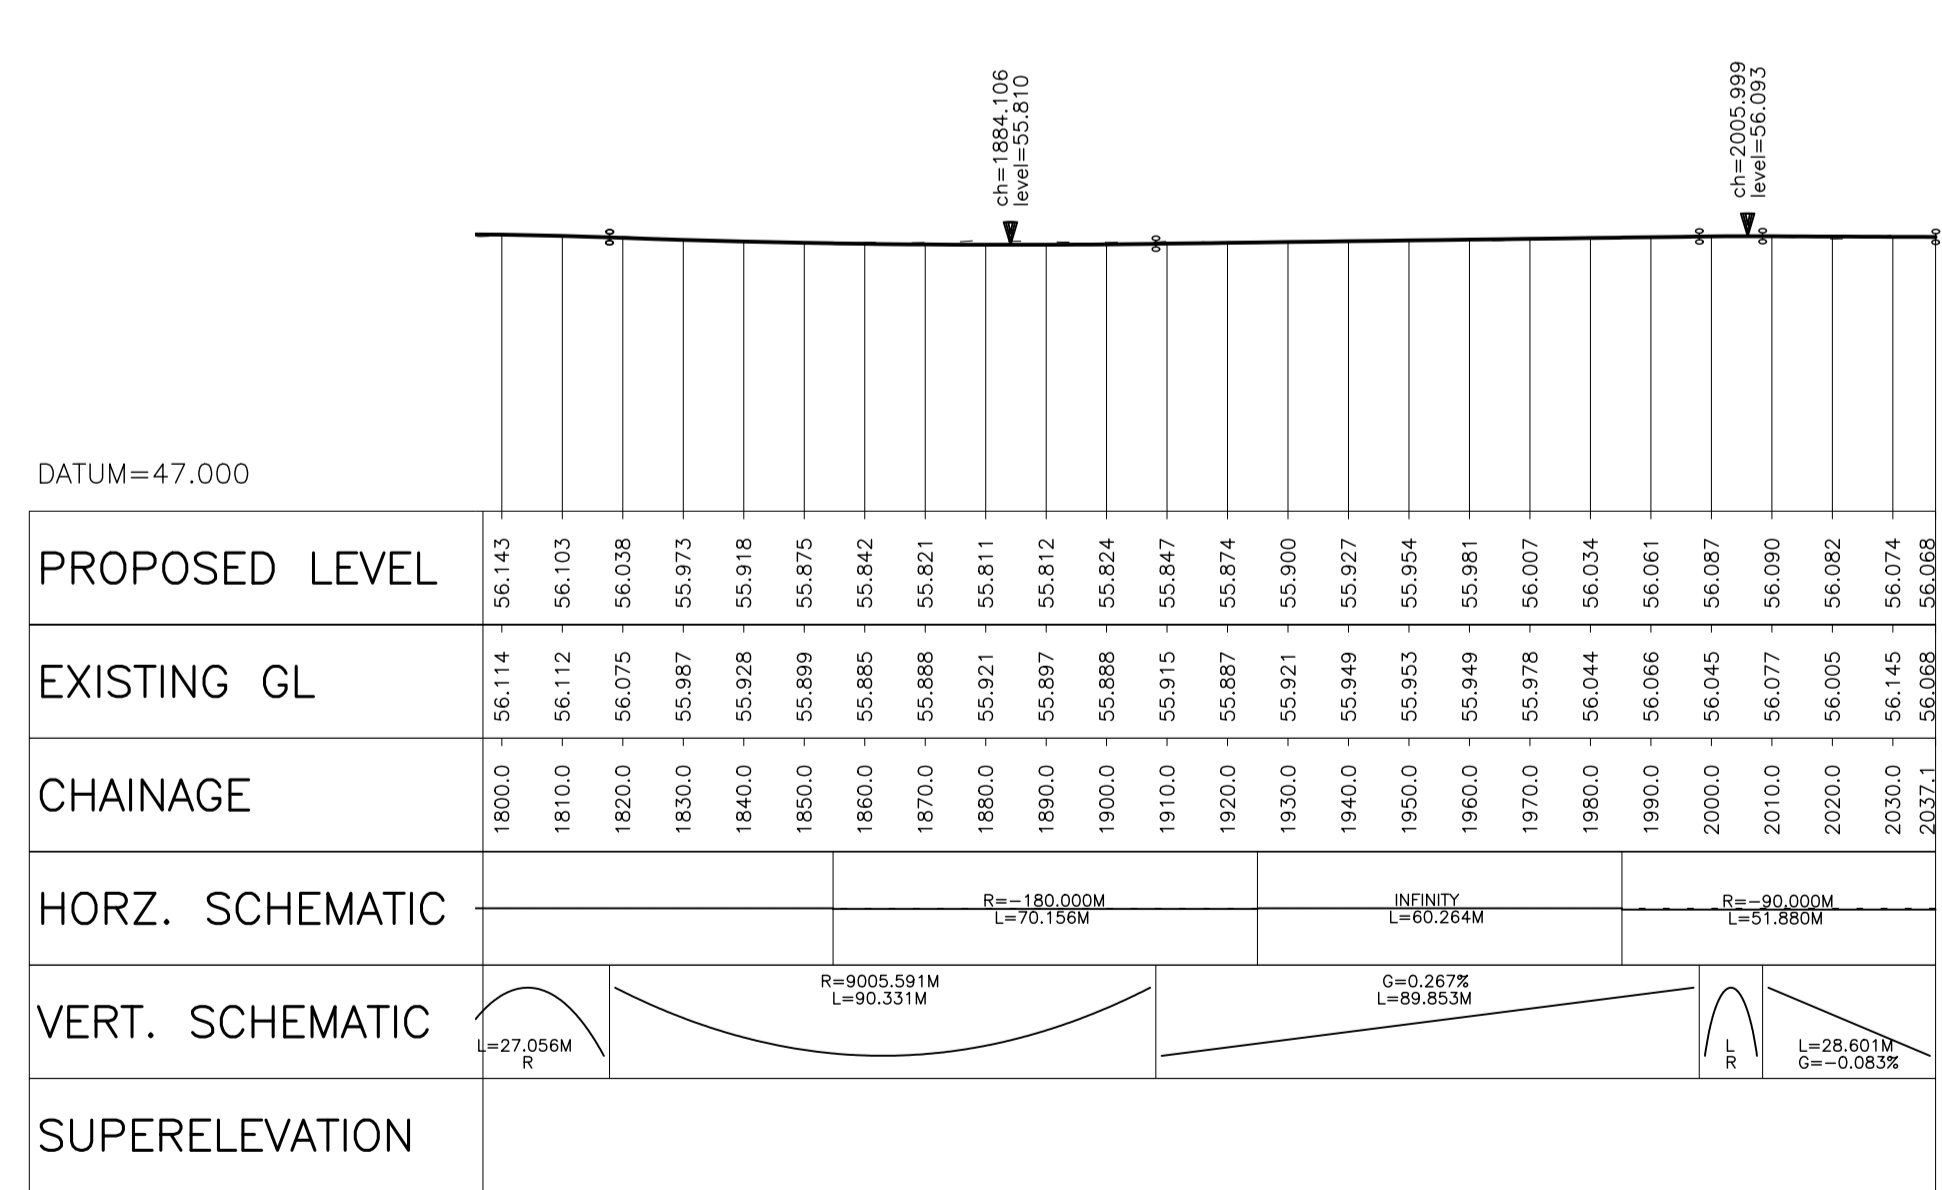 ch=1884.106
level=55.810
ch=2005.999
level=56.093
DATUM=47.000
PROPOSED LEVEL 56.143 56.103 56.038 55.973 55.918 55.875 55.842 55.821 55.811 55.812 55.824 55.847 55.874 55.900 55.927 55.954 55.981 56.007 56.034 56.061 56.087 56.090 56.082 56.074 56.068
EXISTING GL 56.114 56.112 56.075 55.987 55.928 55.899 55.885 55.888 55.921 55.897 55.888 55.915 55.887 55.921 55.949 55.953 55.949 55.978 56.044 56.066 56.045 56.077 56.005 56.145 56.068
CHAINAGE 1800.0 1810.0 1820.0 1830.0 1840.0 1850.0 1860.0 1870.0 1880.0 1890.0 1900.0 1910.0 1920.0 1930.0 1940.0 1950.0 1960.0 1970.0 1980.0 1990.0 2000.0 2010.0 2020.0 2030.0 2037.1
HORZ. SCHEMATIC
R=-180.000M
L=70.156M
INFINITY
L=60.264M
R=-90.000M
L=51.880M
VERT. SCHEMATIC
L=27.056M
R
R=9005.591M
L=90.331M
G=0.267%
L=89.853M
L
R
L=28.601M
G=-0.083%
SUPERELEVATION